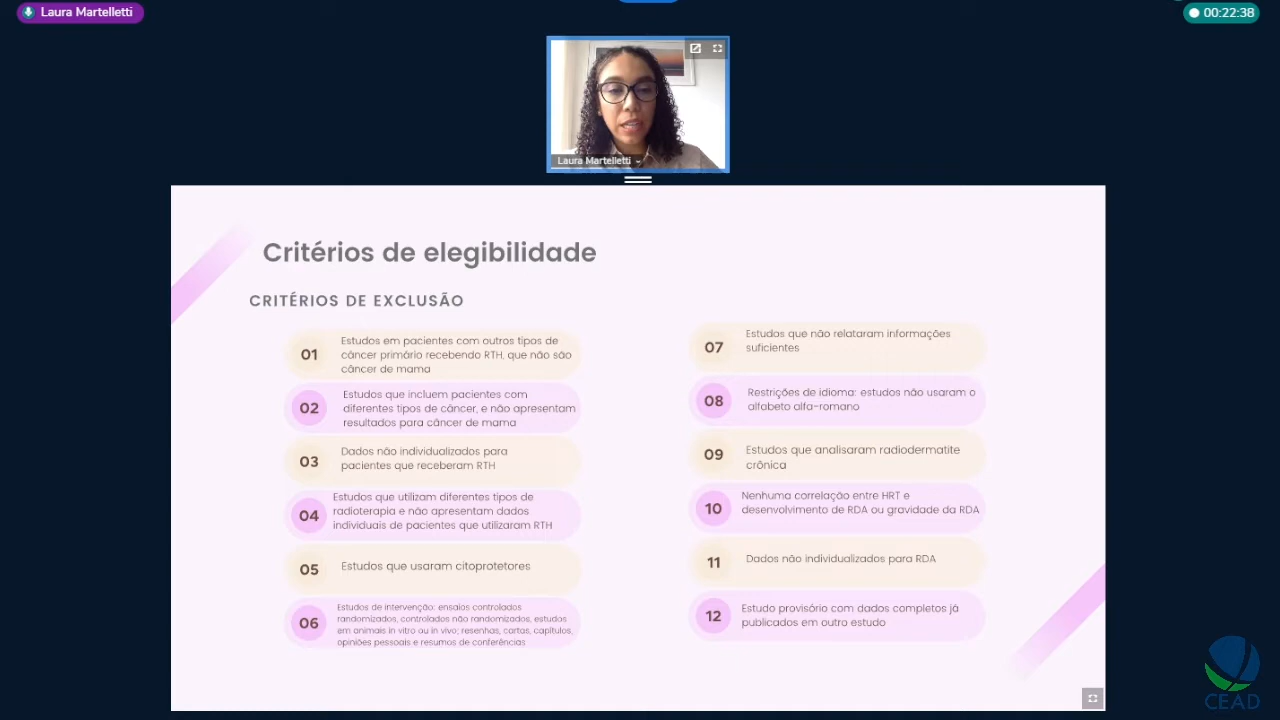 Laura Martelletti
00:22:38
Laura Martelletti
Critérios de elegibilidade
CRITÉRIOS DE EXCLUSÃO
01
Estudos em pacientes com outros tipos de
câncer primário recebendo RTH, que não são
câncer de mama
02
Estudos que incluem pacientes com
diferentes tipos de câncer, e não apresentam
resultados para câncer de mama
03
Dados não individualizados para
pacientes que receberam RTH
04
Estudos que utilizam diferentes tipos de
radioterapia e não apresentam dados
individuais de pacientes que utilizaram RTH
05
Estudos que usaram citoprotetores
06
Estudos de intervenção: ensaios controlados
randomizados, controlados não randomizados, estudos
em animais in vitro ou in vivo; resenhas, cartas, capítulos,
opiniões pessoais e resumos de conferências
07
Estudos que não relataram informações
suficientes
08
Restrições de idioma: estudos não usaram o
alfabeto alfa-romano
09
Estudos que analisaram radiodermatite
crônica
10
Nenhuma correlação entre HRT e
desenvolvimento de RDA ou gravidade da RDA
11
Dados não individualizados para RDA
12
Estudo provisório com dados completos já
publicados em outro estudo
CEAD